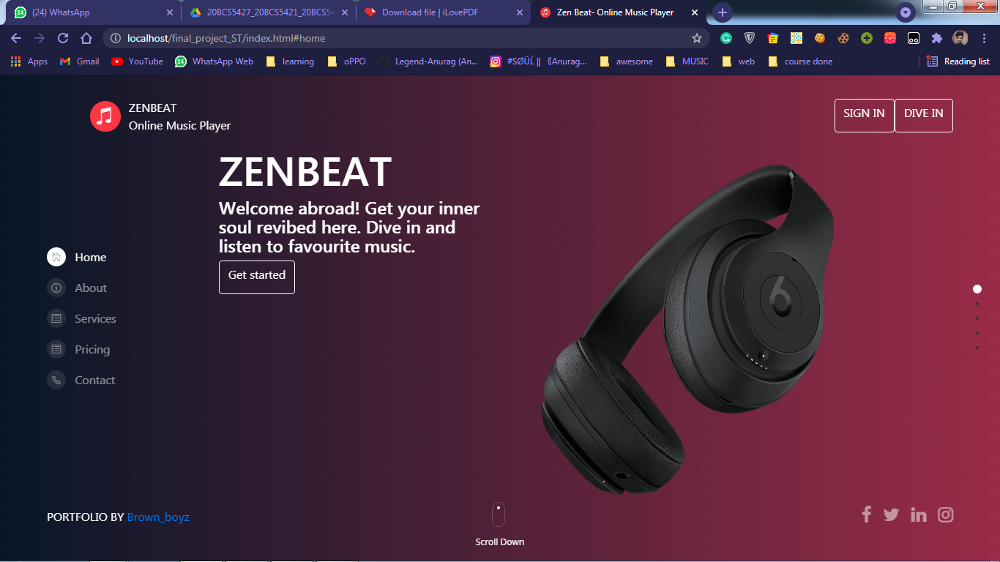 24 (24) WhatsApp
20BCS5427_20BCS5421_20BCS54
Download file | iLovePDF
Zen Beat- Online Music Player
localhost/final_project_ST/index.html#home
Apps
Gmail
YouTube
24 WhatsApp Web
learning
oPPO
Legend-Anurag (An...
#SØÜĹ || 《Anurag...
awesome
MUSIC
web
course done
Reading list
ZENBEAT
Online Music Player
SIGN IN
DIVE IN
ZENBEAT
Welcome abroad! Get your inner
soul revibed here. Dive in and
listen to favourite music.
Get started
Home
About
Services
Pricing
Contact
PORTFOLIO BY Brown_boyz
Scroll Down